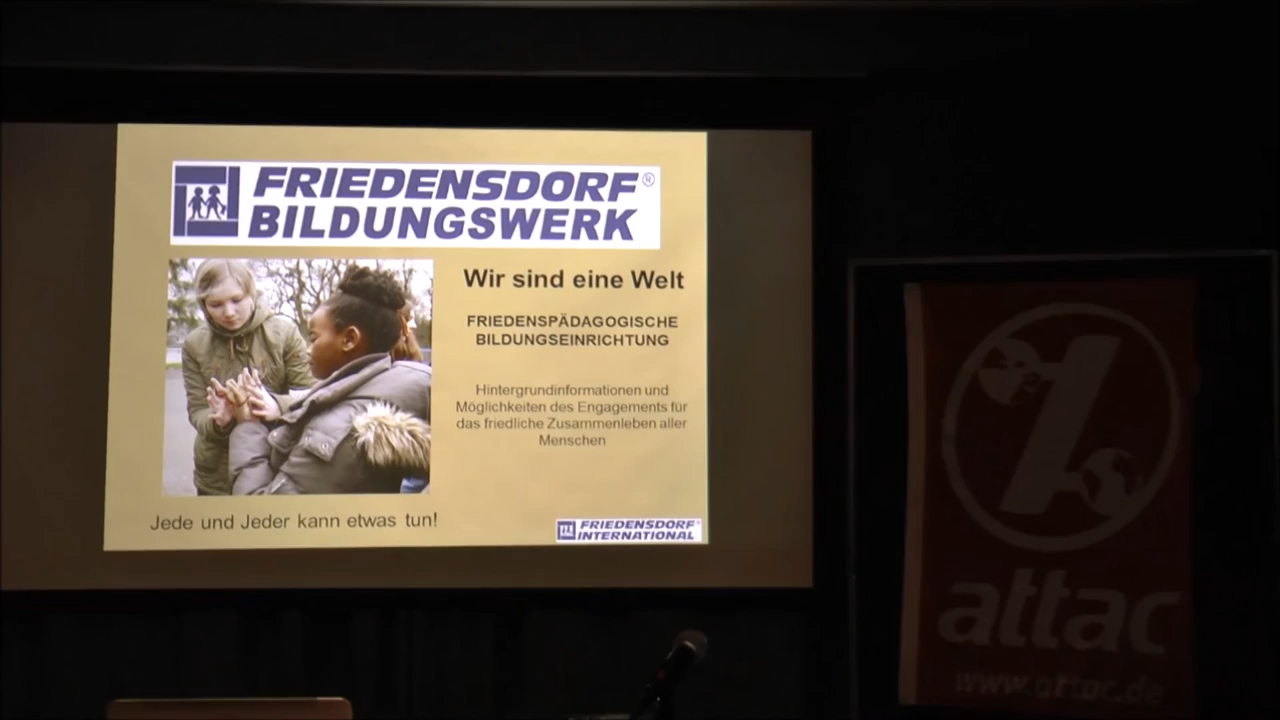 FRIEDENSDORF®
BILDUNGSWERK
Wir sind eine Welt
FRIEDENSPÄDAGOGISCHE
BILDUNGSEINRICHTUNG
Hintergrundinformationen und
Möglichkeiten des Engagements für
das friedliche Zusammenleben aller
Menschen
Jede und Jeder kann etwas tun!
FRIEDENSDORF®
INTERNATIONAL
attac
www.attac.de